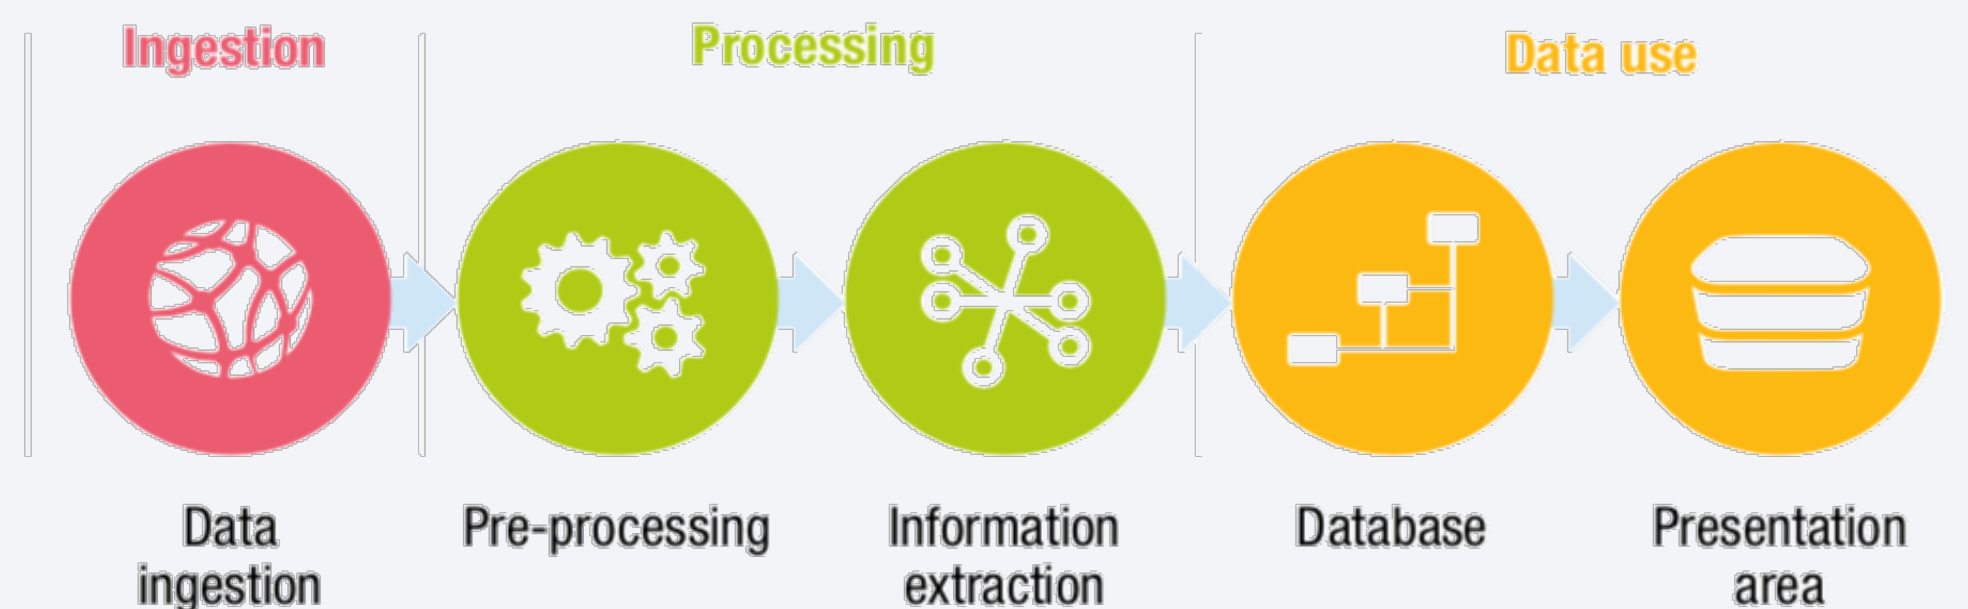 Ingestion
Processing
Data use
Data
ingestion
Pre-processing
Information
extraction
Database
Presentation
area